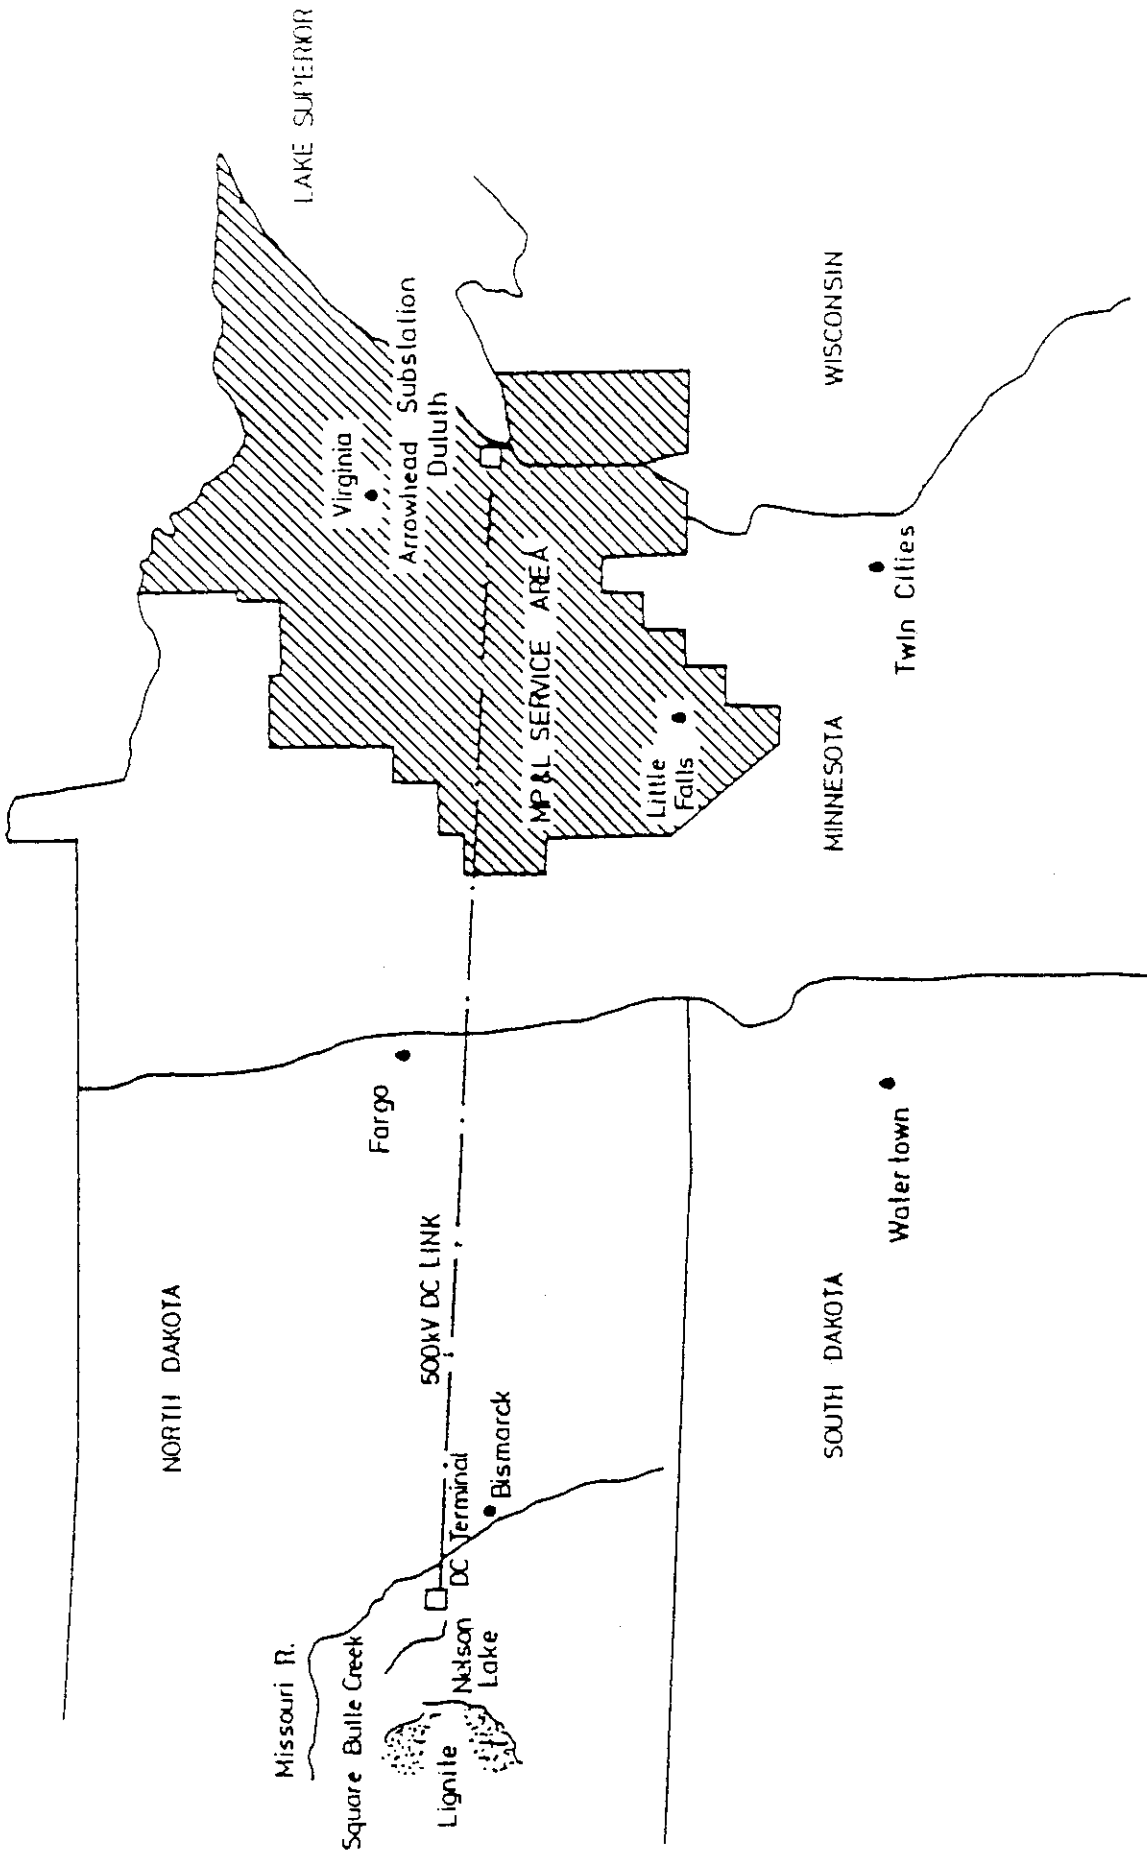 LAKE SUPERIOR
Virginia
Arrowhead Substation
Duluth
MP&L SERVICE AREA
Little
Falls
WISCONSIN
Twin Cities
MINNESOTA
Fargo
Watertown
NORTH DAKOTA
500kV DC LINK
SOUTH DAKOTA
Missouri R.
Square Butte Creek
DC Terminal
Bismarck
Nelson
Lake
Lignite